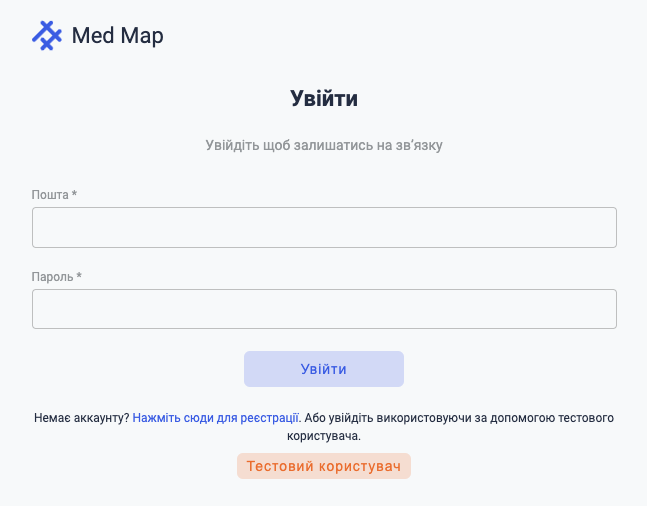 Med Map
Увійти
Увійдіть щоб залишатись на зв’язку
Пошта *
Пароль *
Увійти
Немає аккаунту? Нажміть сюди для реєстрації. Або увійдіть використовуючи за допомогою тестового
користувача.
Тестовий користувач